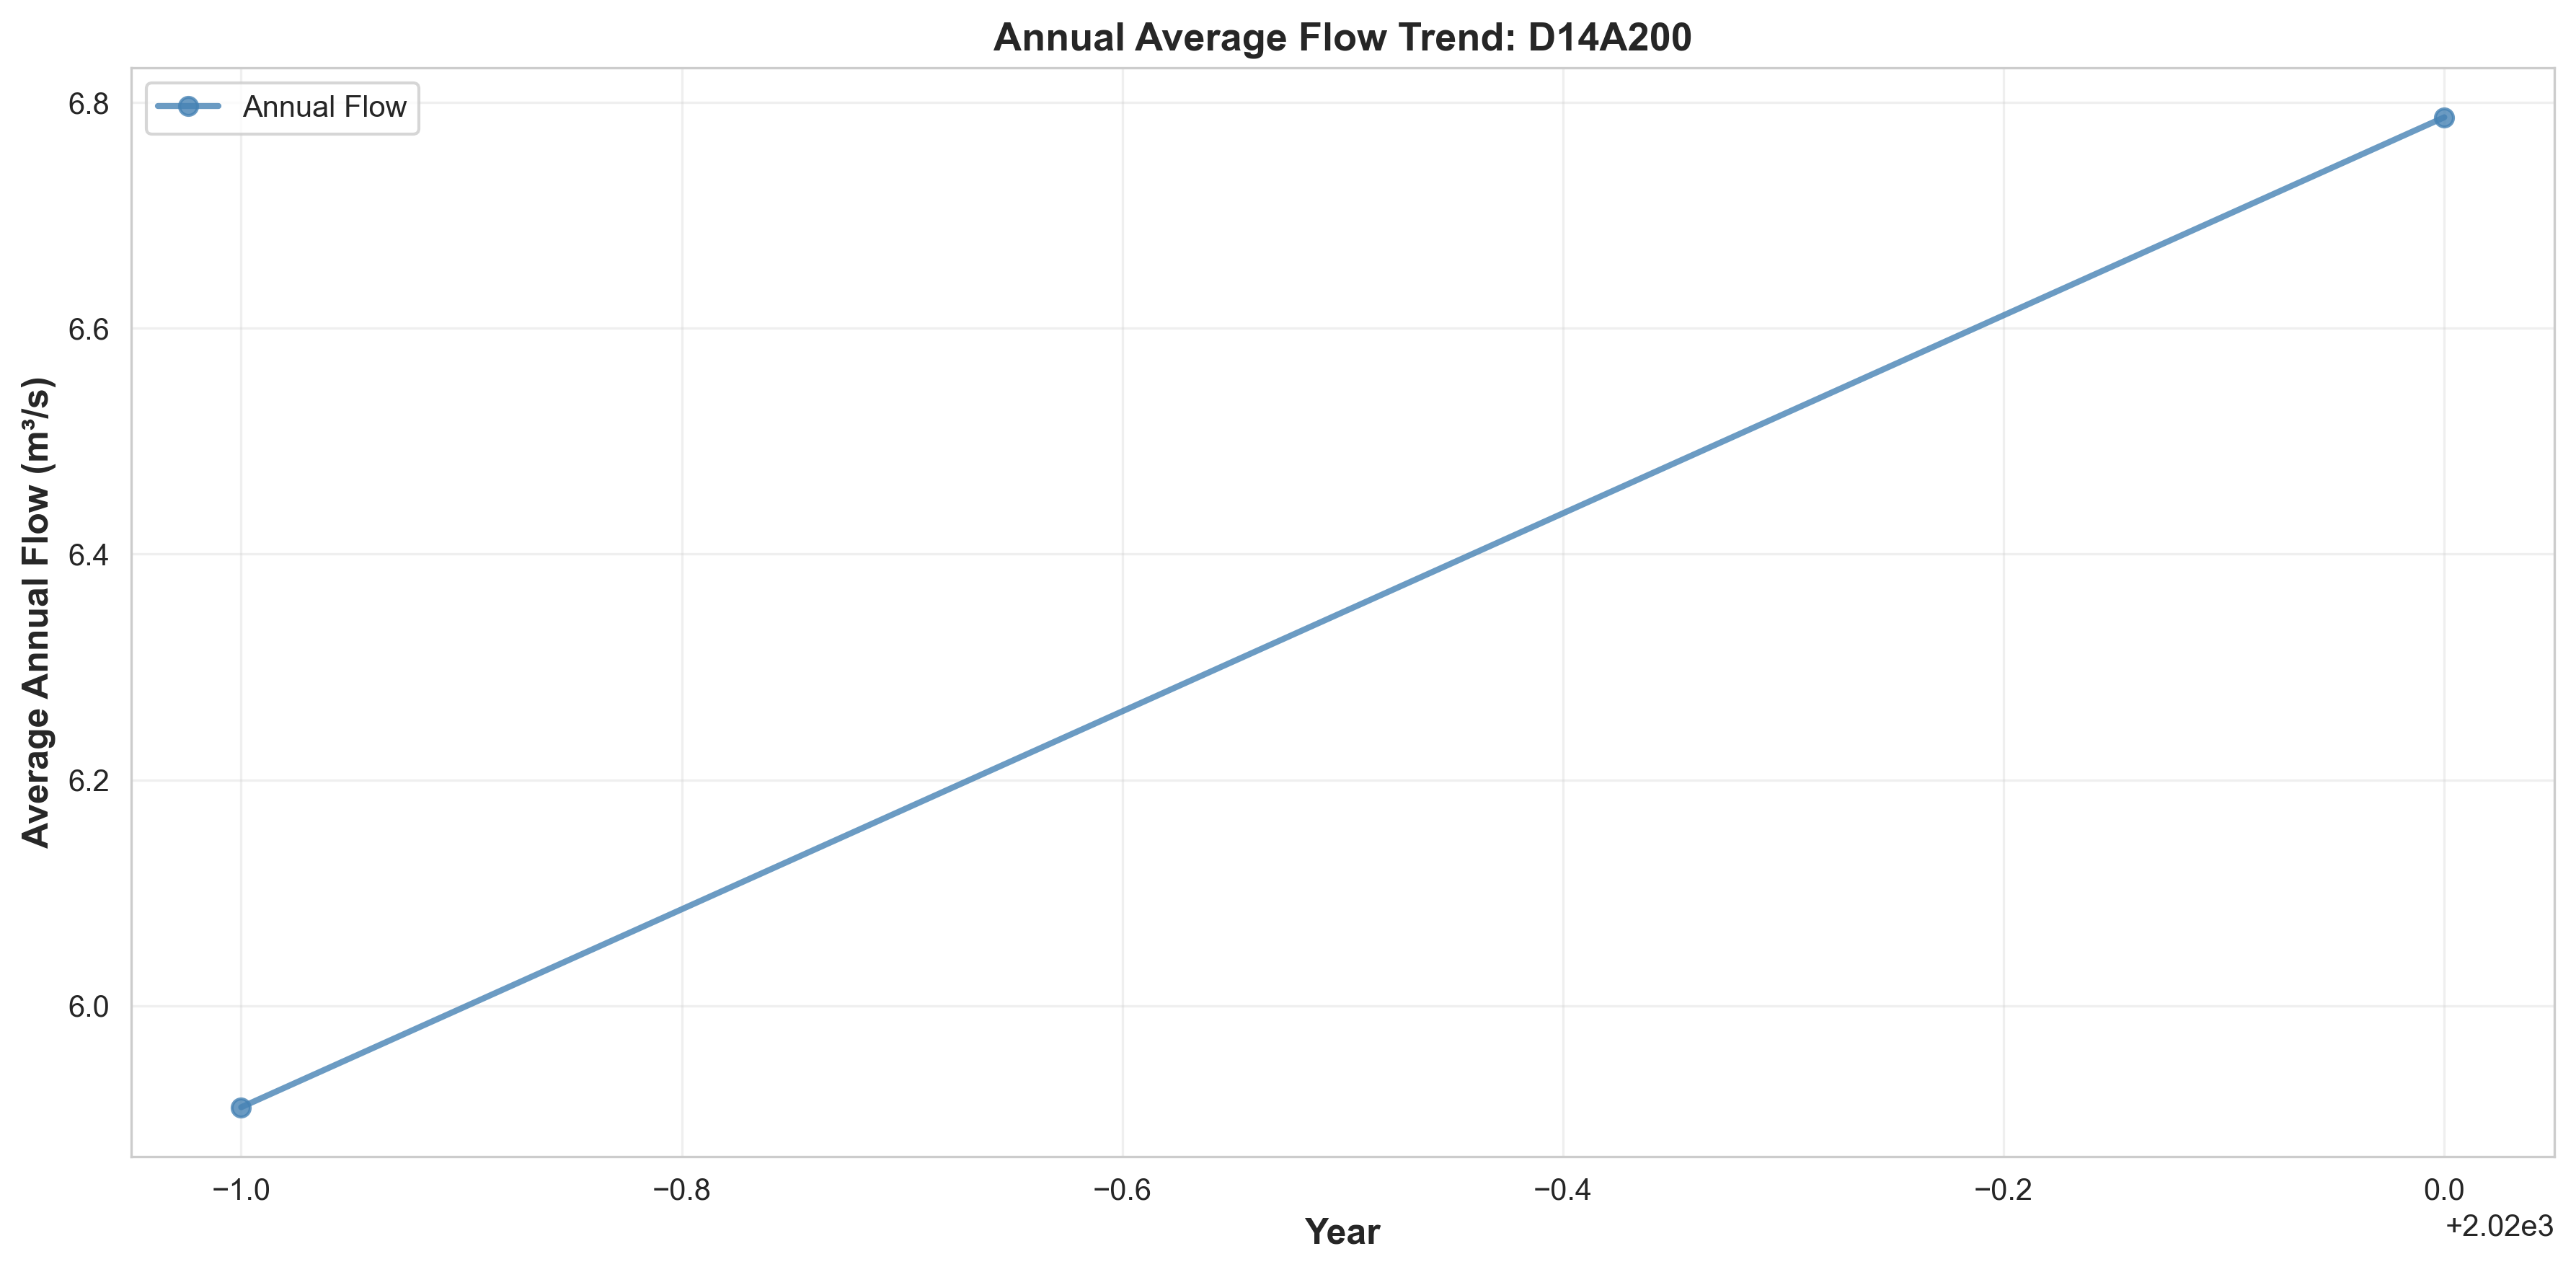 Annual Average Flow Trend: D14A200
Annual Flow
Average Annual Flow (m³/s)
6.8
6.6
6.4
6.2
6.0
−1.0 −0.8 −0.6 −0.4 −0.2 0.0
+2.02e3
Year